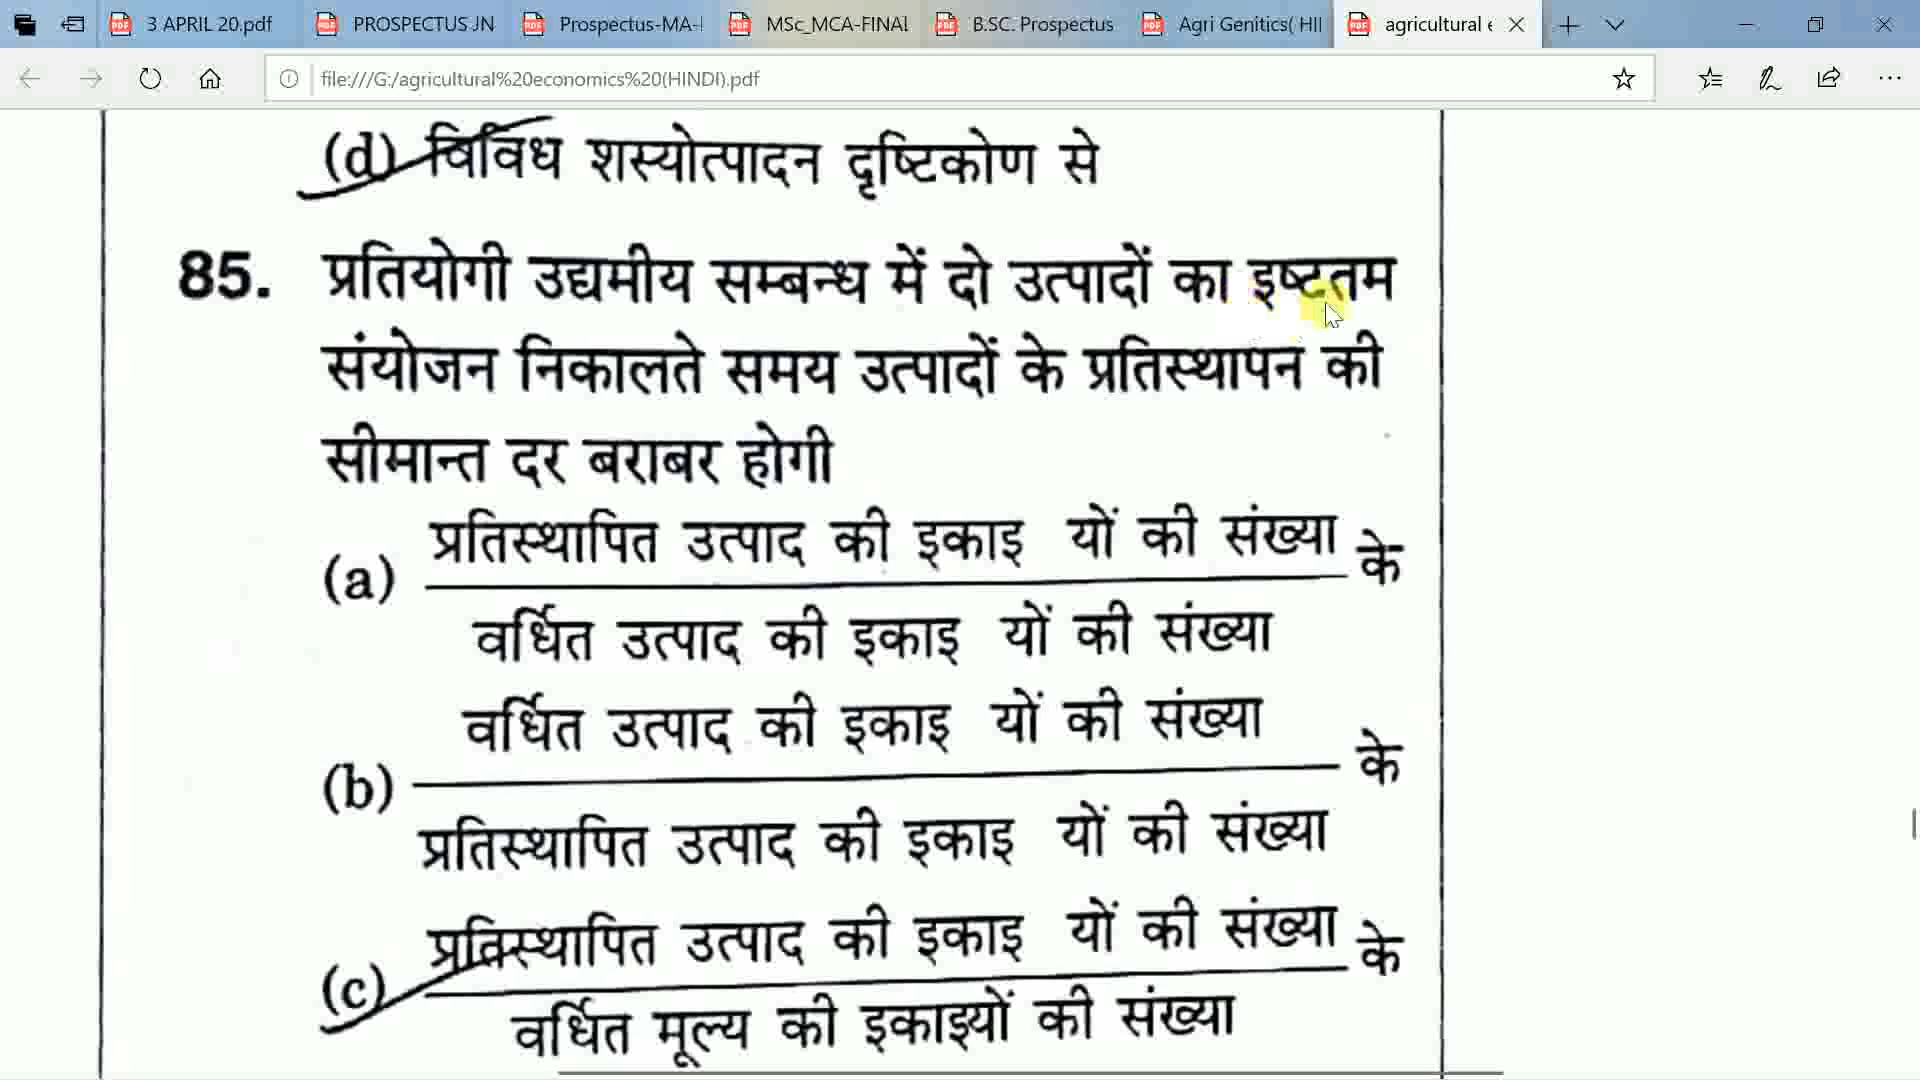 3 APRIL 20.pdf
PROSPECTUS JN
Prospectus-MA-
MSc_MCA-FINAL
B.SC. Prospectus
Agri Genitics( HII
agricultural e
file:///G:/agricultural%20economics%20(HINDI).pdf
(d) विविध शस्योत्पादन दृष्टिकोण से
85. प्रतियोगी उद्यमीय सम्बन्ध में दो उत्पादों का इष्टतम
संयोजन निकालते समय उत्पादों के प्रतिस्थापन की
सीमान्त दर बराबर होगी
प्रतिस्थापित उत्पाद की इकाइ यों की संख्या
(a) के
वर्धित उत्पाद की इकाइ यों की संख्या
वर्धित उत्पाद की इकाइ यों की संख्या
(b) के
प्रतिस्थापित उत्पाद की इकाइ यों की संख्या
प्रतिस्थापित उत्पाद की इकाइ यों की संख्या
(c) के
वर्धित मूल्य की इकाइयों की संख्या